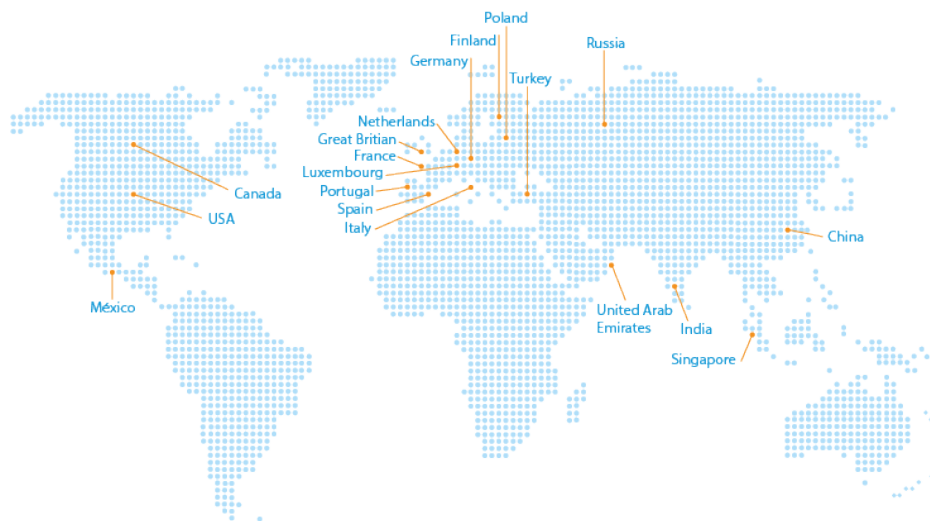 Poland
Finland
Russia
Germany
Turkey
Netherlands
Great Britian
France
Luxembourg
Portugal
Canada
Spain
USA
Italy
China
México
United Arab
Emirates
India
Singapore